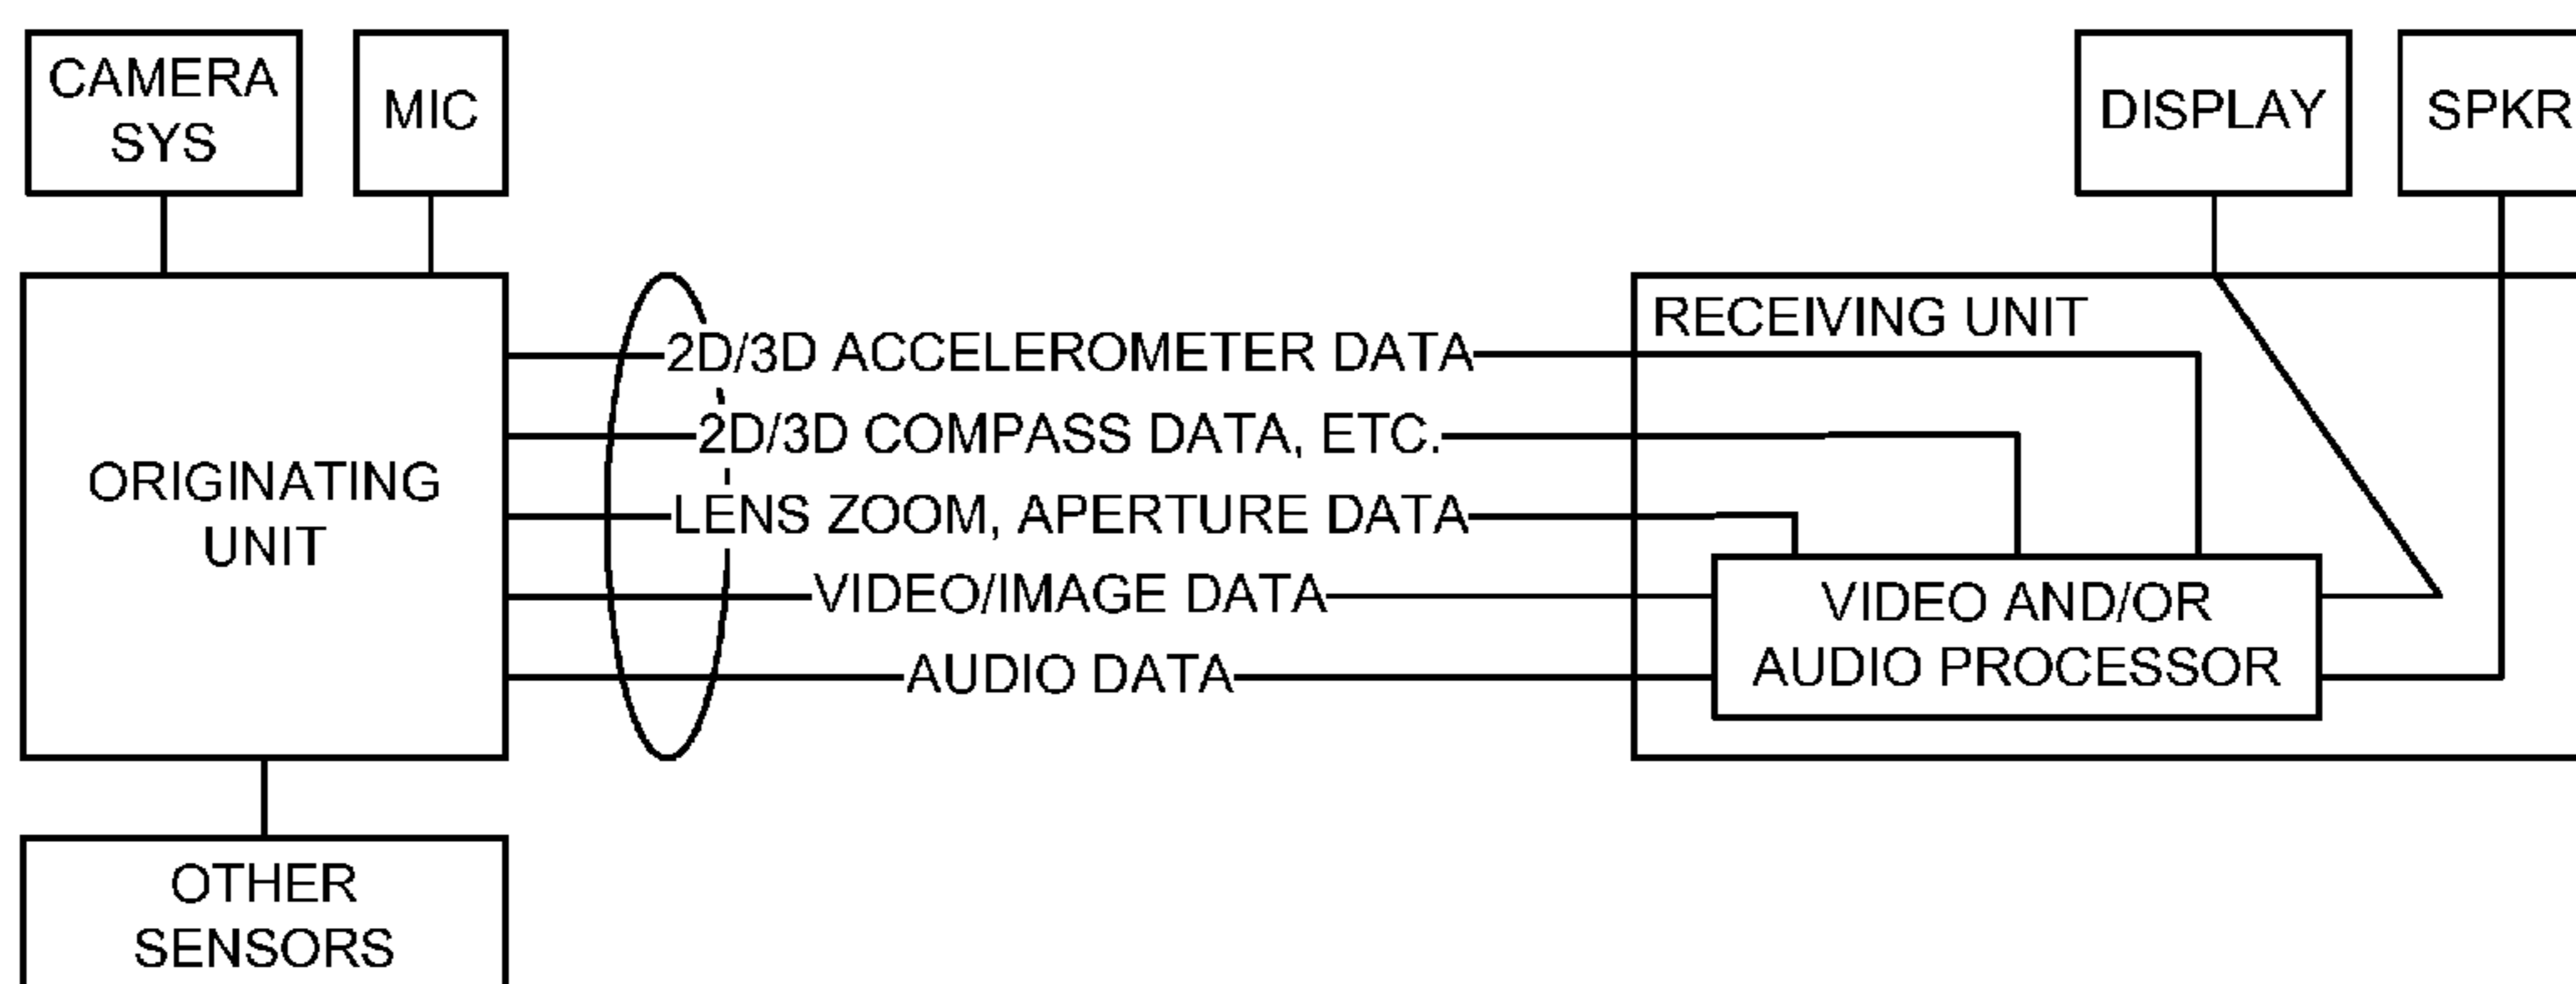 CAMERA
SYS
MIC
DISPLAY
SPKR
RECEIVING UNIT
2D/3D ACCELEROMETER DATA
2D/3D COMPASS DATA, ETC.
ORIGINATING
UNIT
LENS ZOOM, APERTURE DATA
VIDEO/IMAGE DATA
AUDIO DATA
VIDEO AND/OR
AUDIO PROCESSOR
OTHER
SENSORS